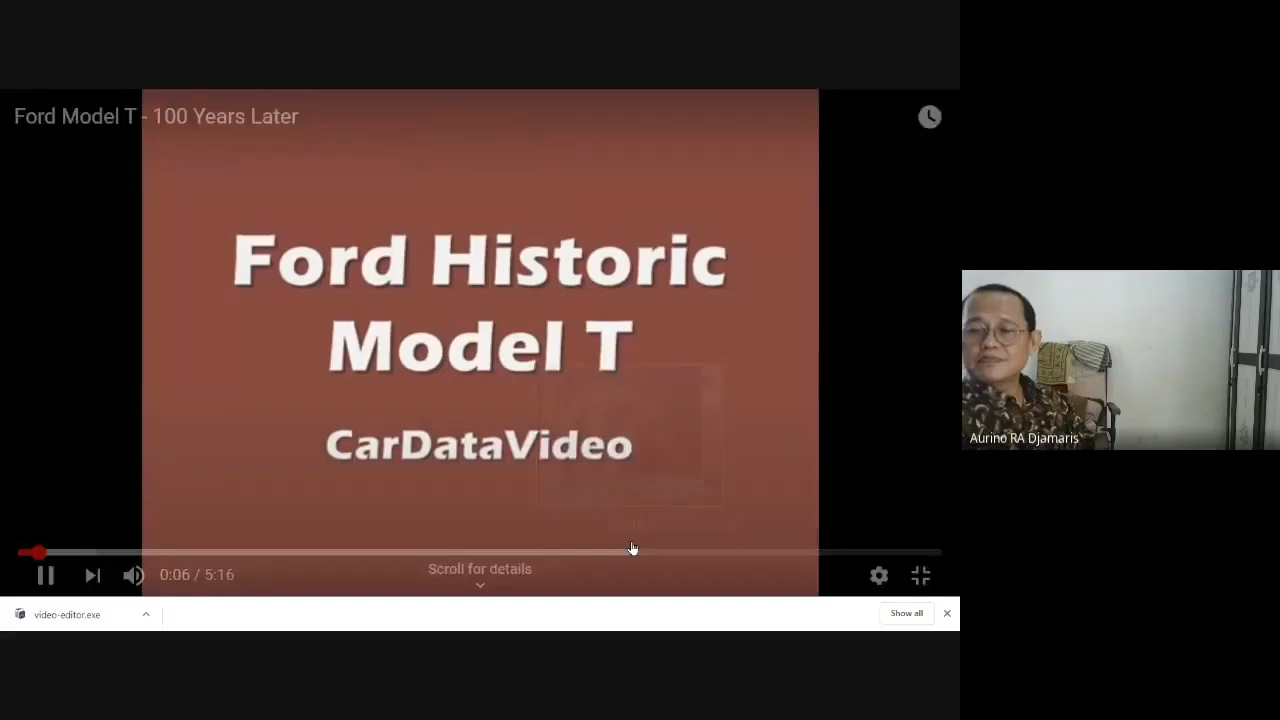 Ford Model T - 100 Years Later
Ford Historic
Model T
CarDataVideo
Aurino RA Djamaris
0:06 / 5:16
Scroll for details
video-editor.exe
Show all